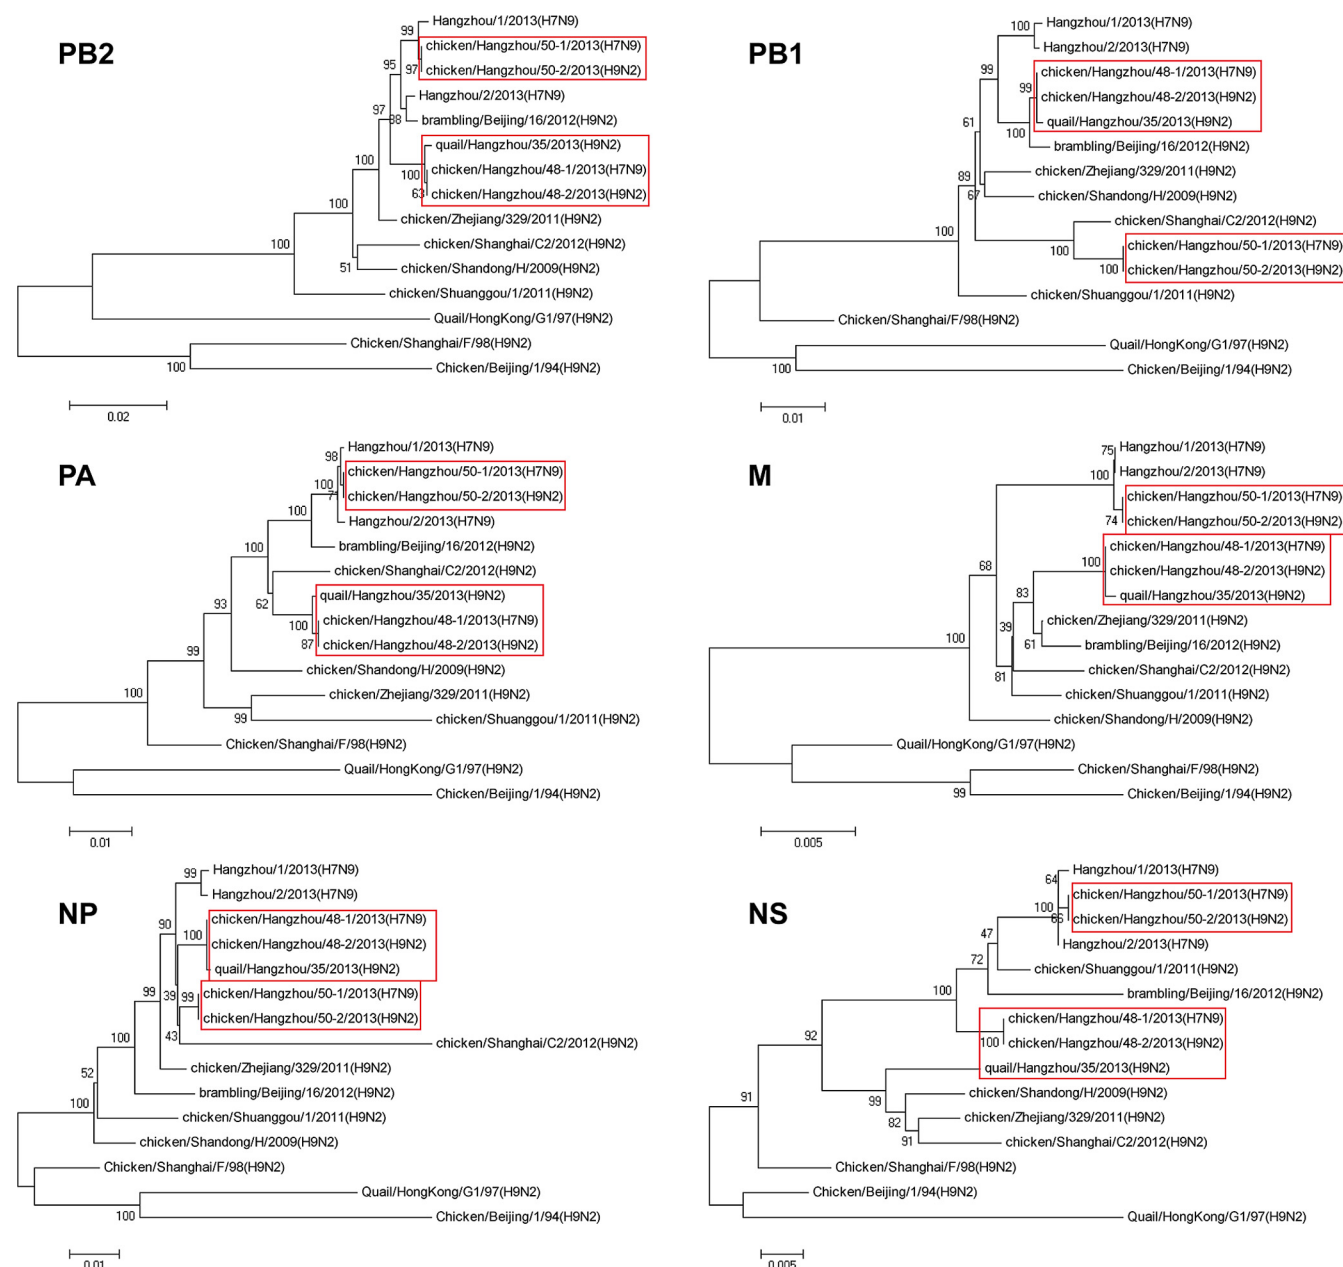 PB2
99
Hangzhou/1/2013(H7N9)
chicken/Hangzhou/50-1/2013(H7N9)
95
97
chicken/Hangzhou/50-2/2013(H9N2)
Hangzhou/2/2013(H7N9)
97
brambling/Beijing/16/2012(H9N2)
quail/Hangzhou/35/2013(H9N2)
100
100
chicken/Hangzhou/48-1/2013(H7N9)
63
chicken/Hangzhou/48-2/2013(H9N2)
100
chicken/Zhejiang/329/2011(H9N2)
100
chicken/Shanghai/C2/2012(H9N2)
51
chicken/Shandong/H/2009(H9N2)
chicken/Shuanggou/1/2011(H9N2)
Quail/HongKong/G1/97(H9N2)
Chicken/Shanghai/F/98(H9N2)
100
Chicken/Beijing/1/94(H9N2)
0.02
PB1
100
Hangzhou/1/2013(H7N9)
Hangzhou/2/2013(H7N9)
99
chicken/Hangzhou/48-1/2013(H7N9)
99
chicken/Hangzhou/48-2/2013(H9N2)
61
quail/Hangzhou/35/2013(H9N2)
100
brambling/Beijing/16/2012(H9N2)
89
chicken/Zhejiang/329/2011(H9N2)
67
chicken/Shandong/H/2009(H9N2)
chicken/Shanghai/C2/2012(H9N2)
100
100
chicken/Hangzhou/50-1/2013(H7N9)
100
chicken/Hangzhou/50-2/2013(H9N2)
chicken/Shuanggou/1/2011(H9N2)
Chicken/Shanghai/F/98(H9N2)
Quail/HongKong/G1/97(H9N2)
100
Chicken/Beijing/1/94(H9N2)
0.01
PA
98
Hangzhou/1/2013(H7N9)
chicken/Hangzhou/50-1/2013(H7N9)
100
chicken/Hangzhou/50-2/2013(H9N2)
100
Hangzhou/2/2013(H7N9)
100
brambling/Beijing/16/2012(H9N2)
chicken/Shanghai/C2/2012(H9N2)
93
62
quail/Hangzhou/35/2013(H9N2)
100
chicken/Hangzhou/48-1/2013(H7N9)
99
87
chicken/Hangzhou/48-2/2013(H9N2)
chicken/Shandong/H/2009(H9N2)
100
chicken/Zhejiang/329/2011(H9N2)
99
chicken/Shuanggou/1/2011(H9N2)
Chicken/Shanghai/F/98(H9N2)
Quail/HongKong/G1/97(H9N2)
Chicken/Beijing/1/94(H9N2)
0.01
M
75
Hangzhou/1/2013(H7N9)
100
Hangzhou/2/2013(H7N9)
chicken/Hangzhou/50-1/2013(H7N9)
74
chicken/Hangzhou/50-2/2013(H9N2)
chicken/Hangzhou/48-1/2013(H7N9)
68
100
chicken/Hangzhou/48-2/2013(H9N2)
83
quail/Hangzhou/35/2013(H9N2)
39
chicken/Zhejiang/329/2011(H9N2)
100
61
brambling/Beijing/16/2012(H9N2)
81
chicken/Shanghai/C2/2012(H9N2)
chicken/Shuanggou/1/2011(H9N2)
chicken/Shandong/H/2009(H9N2)
Quail/HongKong/G1/97(H9N2)
Chicken/Shanghai/F/98(H9N2)
99
Chicken/Beijing/1/94(H9N2)
0.005
NP
99
Hangzhou/1/2013(H7N9)
Hangzhou/2/2013(H7N9)
90
chicken/Hangzhou/48-1/2013(H7N9)
100
chicken/Hangzhou/48-2/2013(H9N2)
quail/Hangzhou/35/2013(H9N2)
99
39
99
chicken/Hangzhou/50-1/2013(H7N9)
chicken/Hangzhou/50-2/2013(H9N2)
100
43
chicken/Shanghai/C2/2012(H9N2)
52
chicken/Zhejiang/329/2011(H9N2)
brambling/Beijing/16/2012(H9N2)
100
chicken/Shuanggou/1/2011(H9N2)
chicken/Shandong/H/2009(H9N2)
Chicken/Shanghai/F/98(H9N2)
Quail/HongKong/G1/97(H9N2)
100
Chicken/Beijing/1/94(H9N2)
0.01
NS
64
Hangzhou/1/2013(H7N9)
chicken/Hangzhou/50-1/2013(H7N9)
100
chicken/Hangzhou/50-2/2013(H9N2)
47
Hangzhou/2/2013(H7N9)
72
chicken/Shuanggou/1/2011(H9N2)
100
brambling/Beijing/16/2012(H9N2)
chicken/Hangzhou/48-1/2013(H7N9)
92
100
chicken/Hangzhou/48-2/2013(H9N2)
quail/Hangzhou/35/2013(H9N2)
91
99
chicken/Shandong/H/2009(H9N2)
82
chicken/Zhejiang/329/2011(H9N2)
91
chicken/Shanghai/C2/2012(H9N2)
Chicken/Shanghai/F/98(H9N2)
Chicken/Beijing/1/94(H9N2)
Quail/HongKong/G1/97(H9N2)
0.005